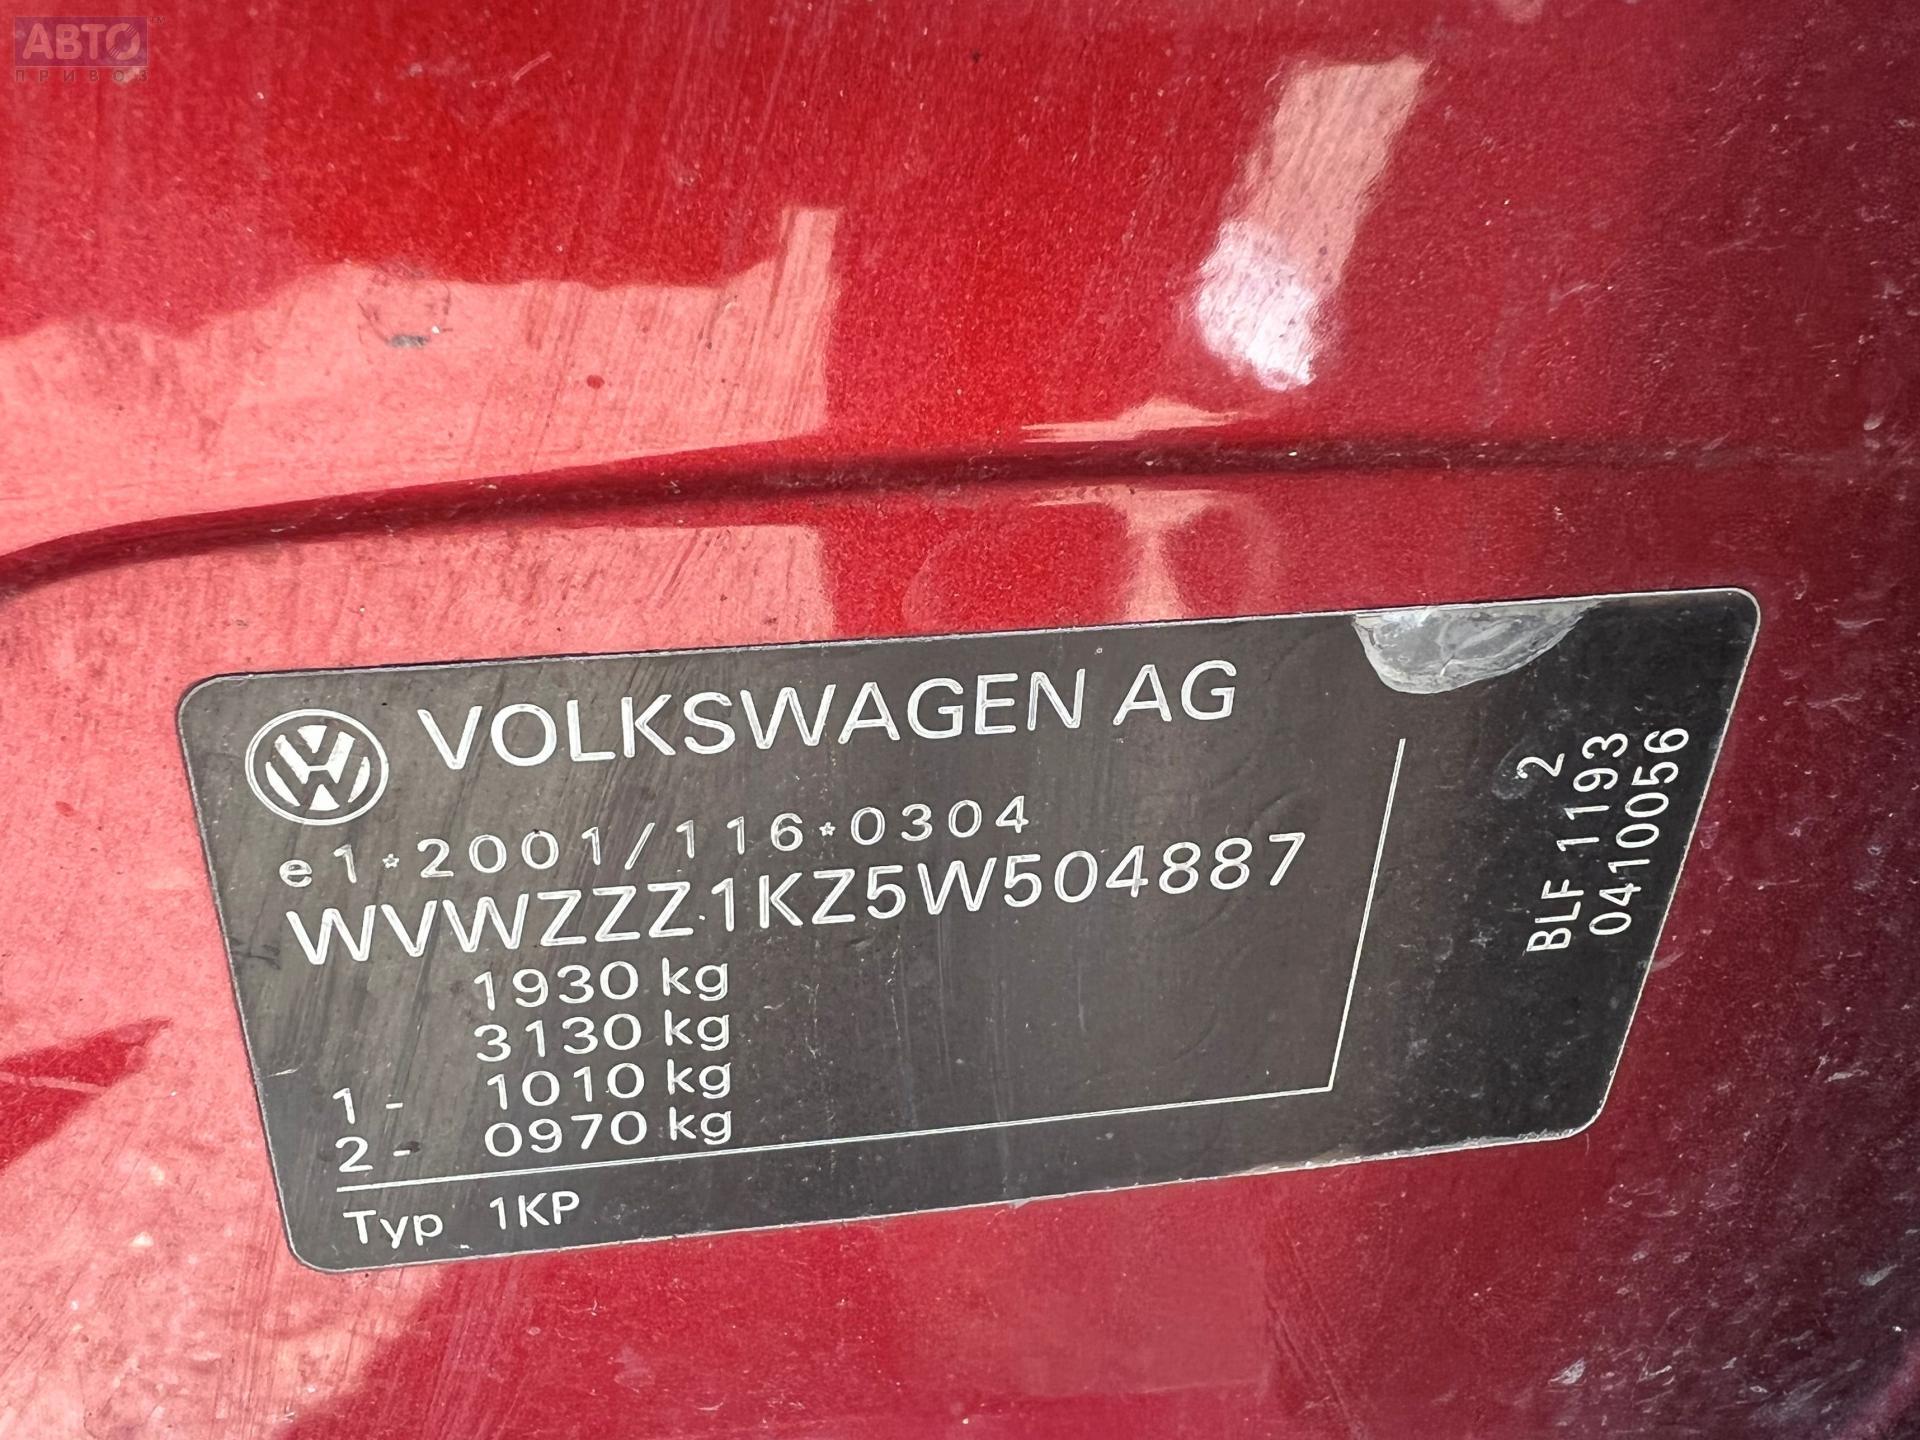 АВТО
ПРИВОЗ
VOLKSWAGEN AG
e1*2001/116*0304
WVWZZZ1KZ5W504887
1930 kg
3130 kg
1- 1010 kg
2- 0970 kg
Typ 1KP
2
BLF 1193
0410056